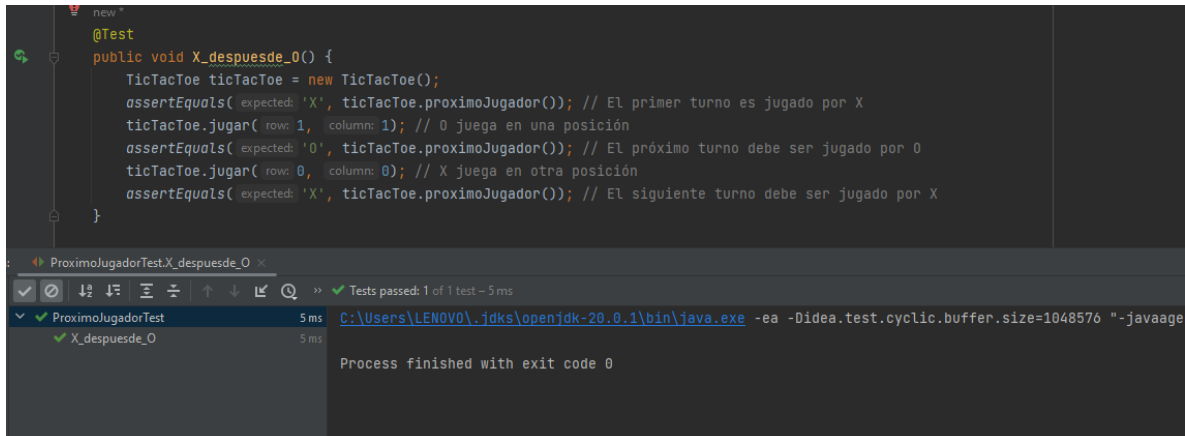 new *
@Test
public void X_despuesde_O() {
TicTacToe ticTacToe = new TicTacToe();
assertEquals( expected: 'X', ticTacToe.proximoJugador()); // El primer turno es jugado por X
ticTacToe.jugar( row: 1, column: 1); // O juega en una posición
assertEquals( expected: 'O', ticTacToe.proximoJugador()); // El próximo turno debe ser jugado por O
ticTacToe.jugar( row: 0, column: 0); // X juega en otra posición
assertEquals( expected: 'X', ticTacToe.proximoJugador()); // El siguiente turno debe ser jugado por X
}
: ProximoJugadorTest.X_despuesde_O ×
» Tests passed: 1 of 1 test – 5 ms
ProximoJugadorTest 5 ms C:\Users\LENOVO\.jdks\openjdk-20.0.1\bin\java.exe -ea -Didea.test.cyclic.buffer.size=1048576 "-javaage
X_despuesde_O 5 ms
Process finished with exit code 0